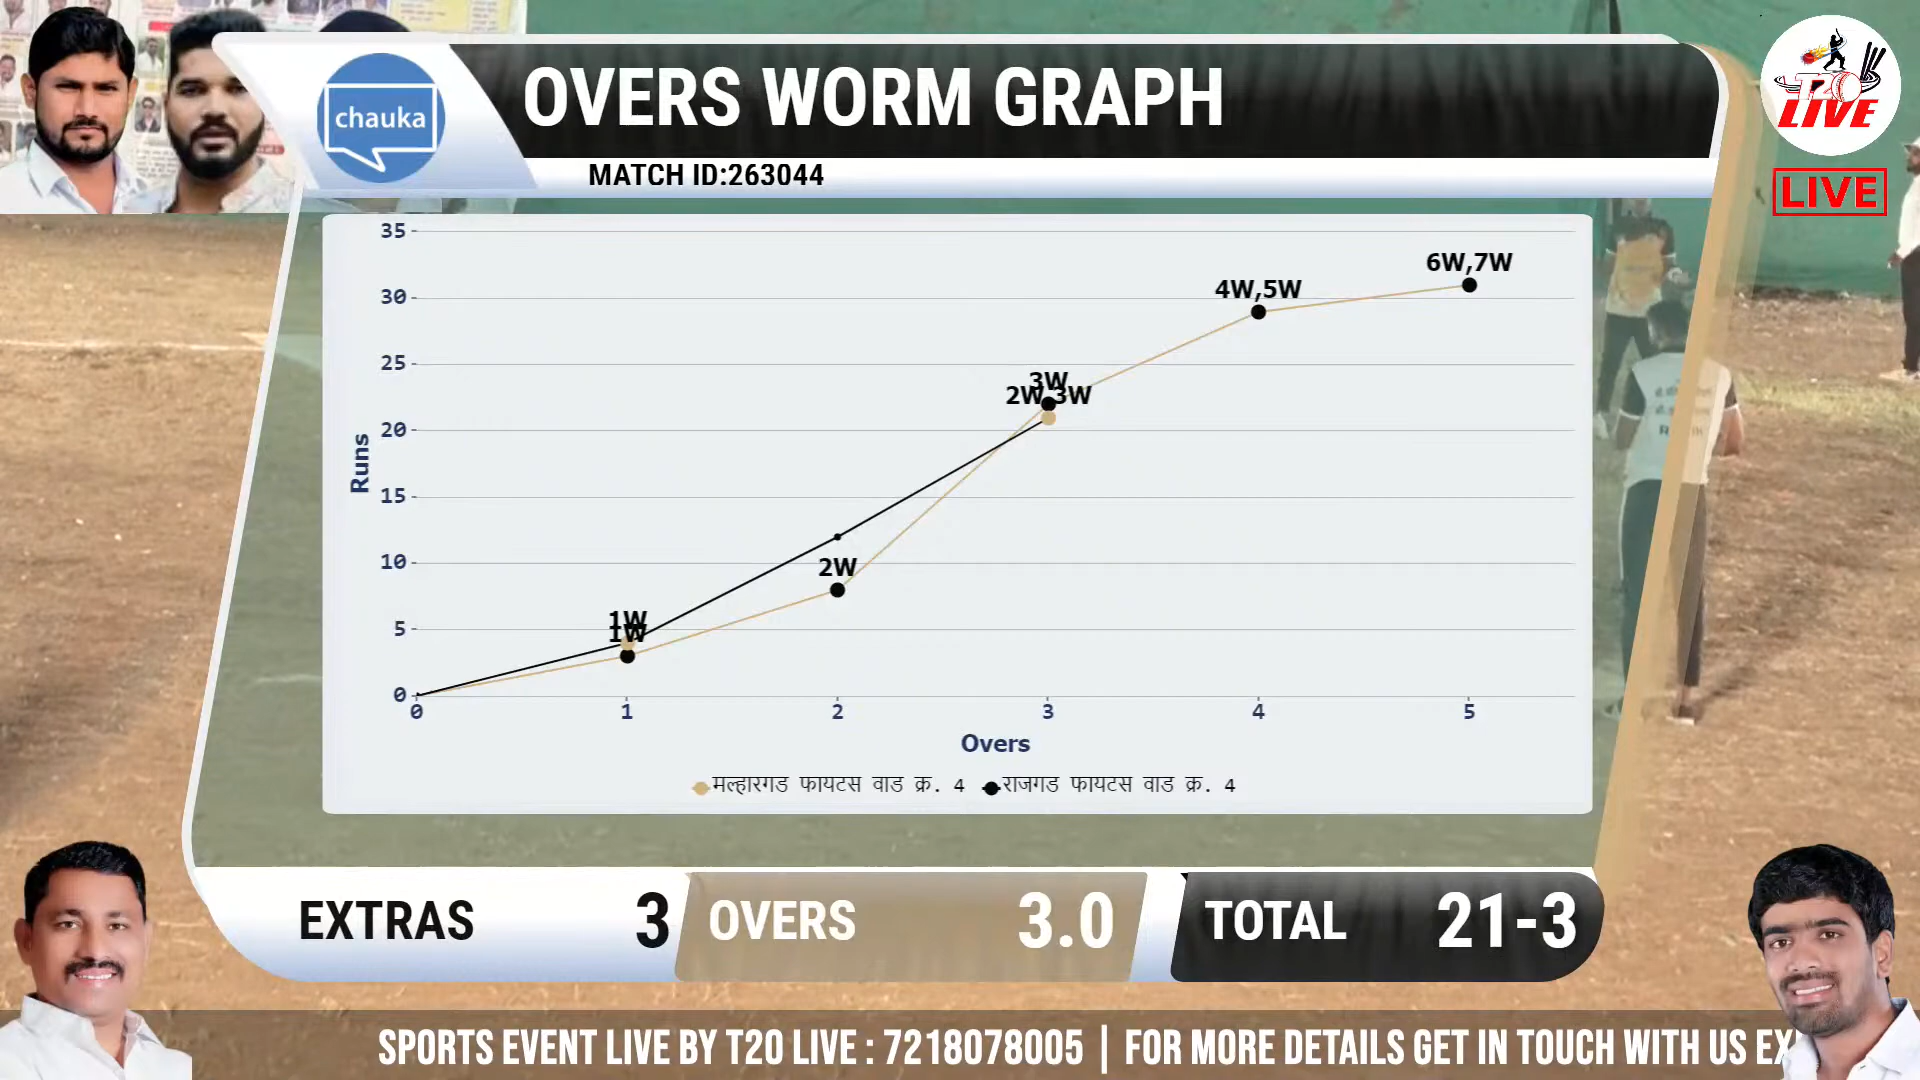 OVERS WORM GRAPH
chauka
MATCH ID:263044
T20
LIVE
LIVE
35
30
25
20
15
10
5
0
Runs
6W,7W
4W,5W
3W
2W,3W
2W
1W
1W
0 1 2 3 4 5
Overs
मल्हारगड फायटस वाड क्र. 4 राजगड फायटस वाड क्र. 4
EXTRAS 3 OVERS 3.0 TOTAL 21-3
SPORTS EVENT LIVE BY T20 LIVE : 7218078005 | FOR MORE DETAILS GET IN TOUCH WITH US